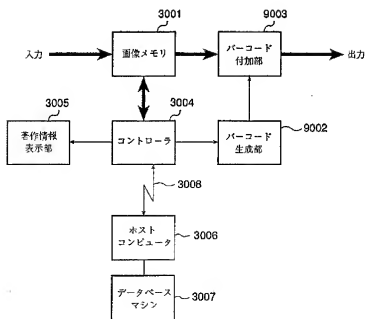 3001
9003
入力
画像メモリ
バーコード
付加部
出力
3005
3004
9002
著作情報
表示部
コントローラ
バーコード
生成部
3008
ホスト
コンピュータ
3006
データベース
マシン
3007